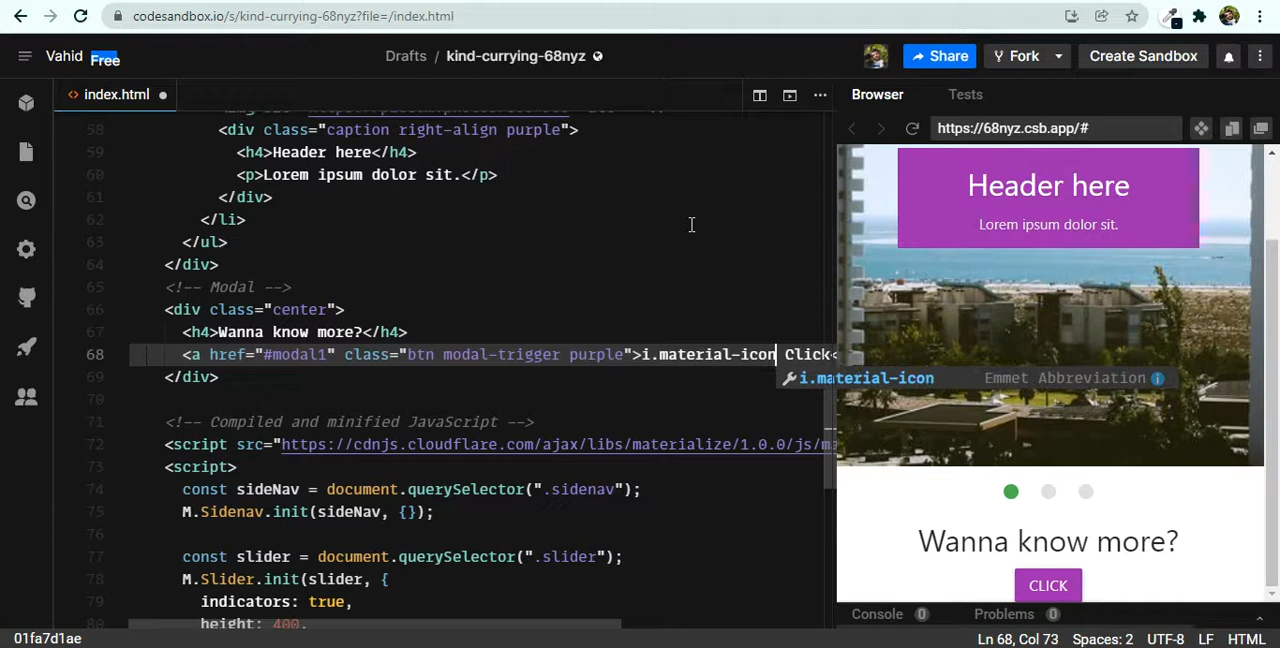 codesandbox.io/s/kind-currying-68nyz?file=/index.html
Vahid Free
Drafts / kind-currying-68nyz
Share
Fork
Create Sandbox
<> index.html
Browser
Tests
https://68nyz.csb.app/#
58 <div class="caption right-align purple">
59 <h4>Header here</h4>
60 <p>Lorem ipsum dolor sit.</p>
61 </div>
62 </li>
63 </ul>
64 </div>
65 <!-- Modal -->
66 <div class="center">
67 <h4>Wanna know more?</h4>
68 <a href="#modal1" class="btn modal-trigger purple">i.material-icon Click<
i.material-icon Emmet Abbreviation
69 </div>
70
71 <!-- Compiled and minified JavaScript -->
72 <script src="https://cdnjs.cloudflare.com/ajax/libs/materialize/1.0.0/js/m
73 <script>
74 const sideNav = document.querySelector(".sidenav");
75 M.Sidenav.init(sideNav, {});
76
77 const slider = document.querySelector(".slider");
78 M.Slider.init(slider, {
79 indicators: true,
80 height: 400,
Header here
Lorem ipsum dolor sit.
Wanna know more?
CLICK
Console 0
Problems 0
01fa7d1ae
Ln 68, Col 73 Spaces: 2 UTF-8 LF HTML